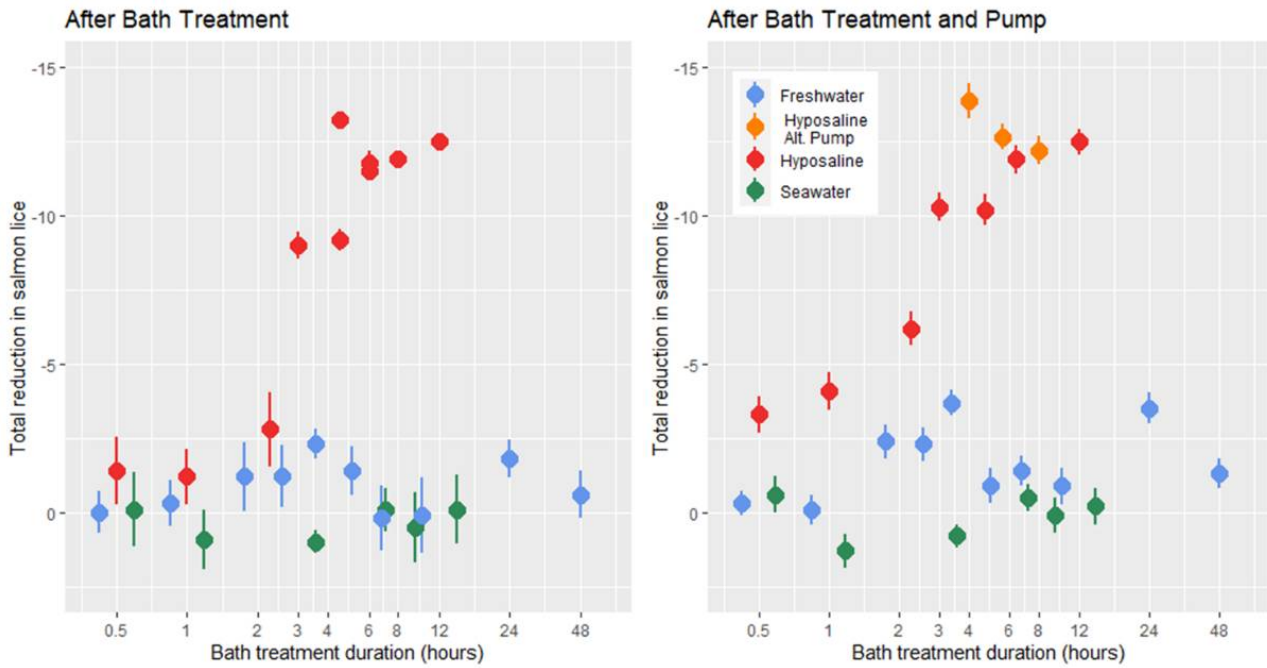 After Bath Treatment
Total reduction in salmon lice
-15
-10
-5
0
0.5 1 2 3 4 6 8 12 24 48
Bath treatment duration (hours)
After Bath Treatment and Pump
Total reduction in salmon lice
-15
-10
-5
0
Freshwater
Hyposaline
Alt. Pump
Hyposaline
Seawater
0.5 1 2 3 4 6 8 12 24 48
Bath treatment duration (hours)